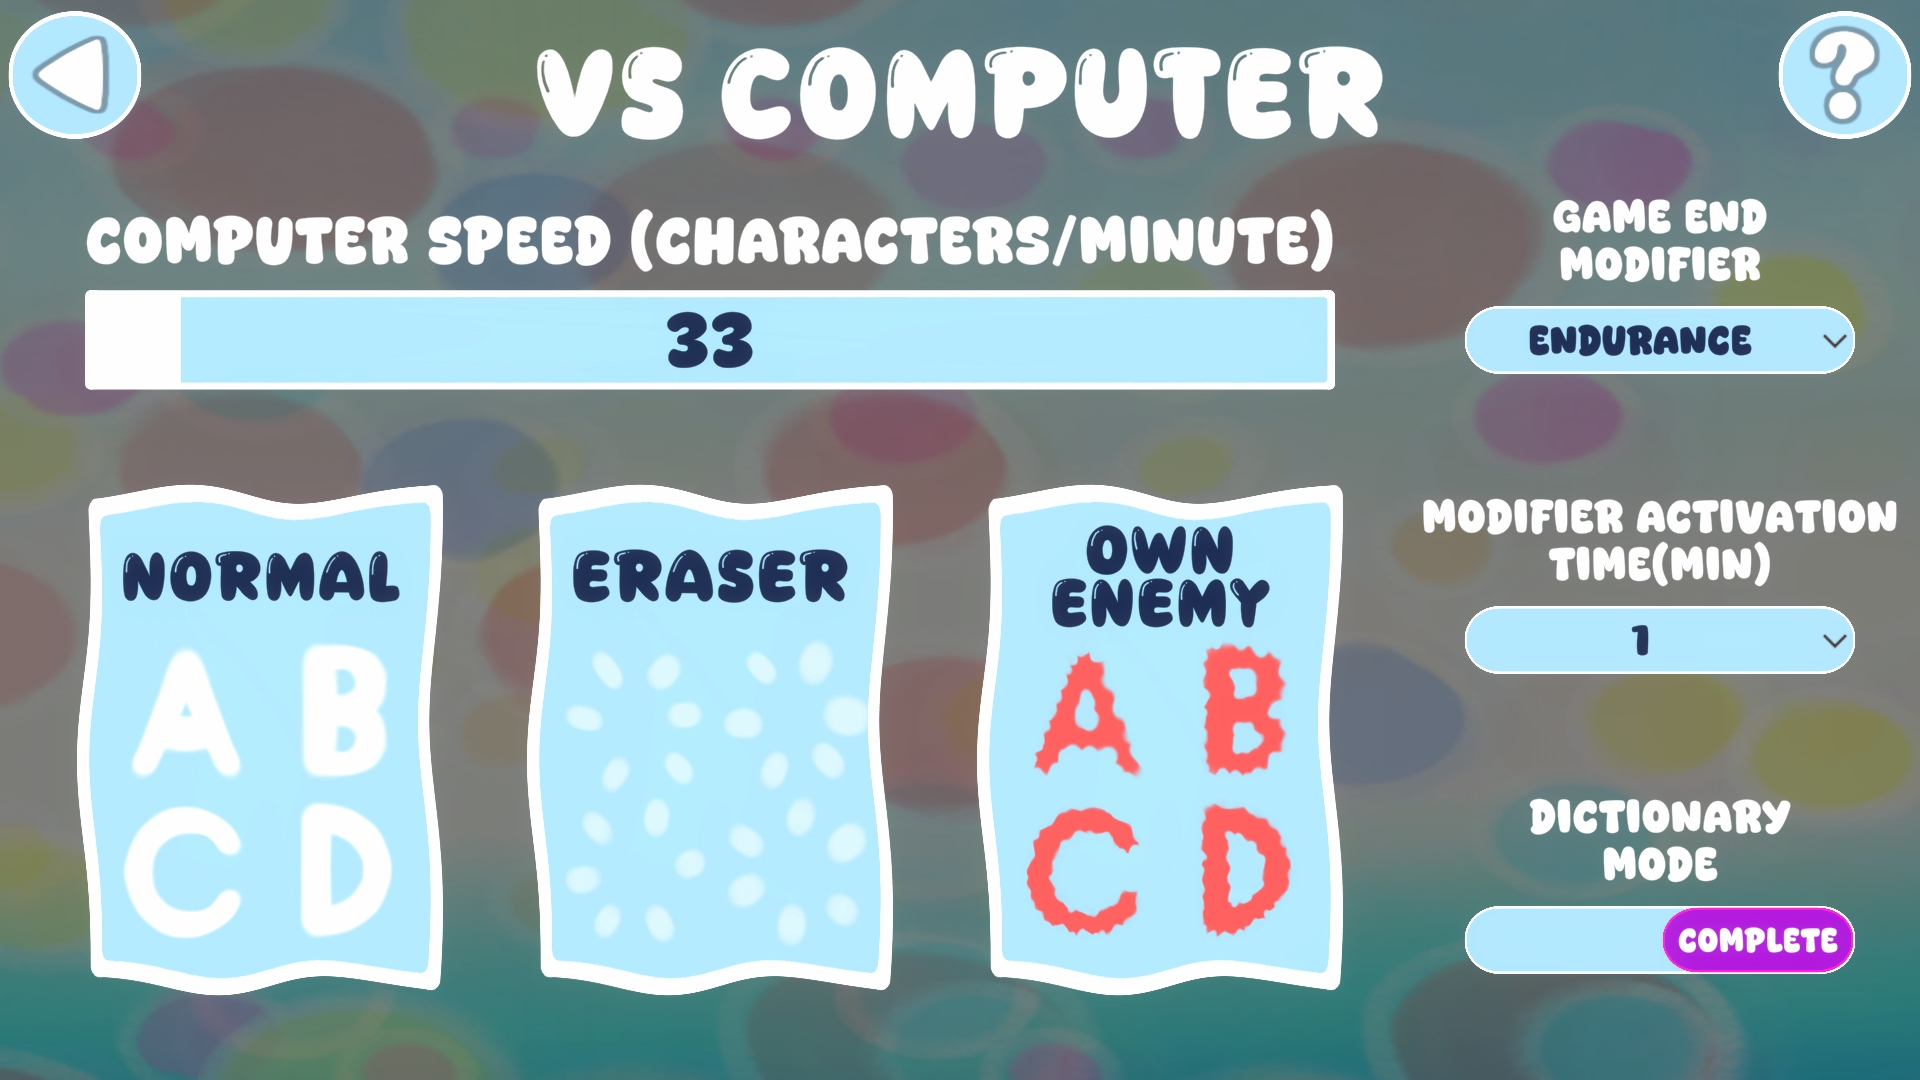 VS COMPUTER
?
COMPUTER SPEED (CHARACTERS/MINUTE)
33
GAME END
MODIFIER
ENDURANCE
MODIFIER ACTIVATION
TIME(MIN)
1
DICTIONARY
MODE
COMPLETE
NORMAL
A B
C D
ERASER
OWN
ENEMY
A B
C D